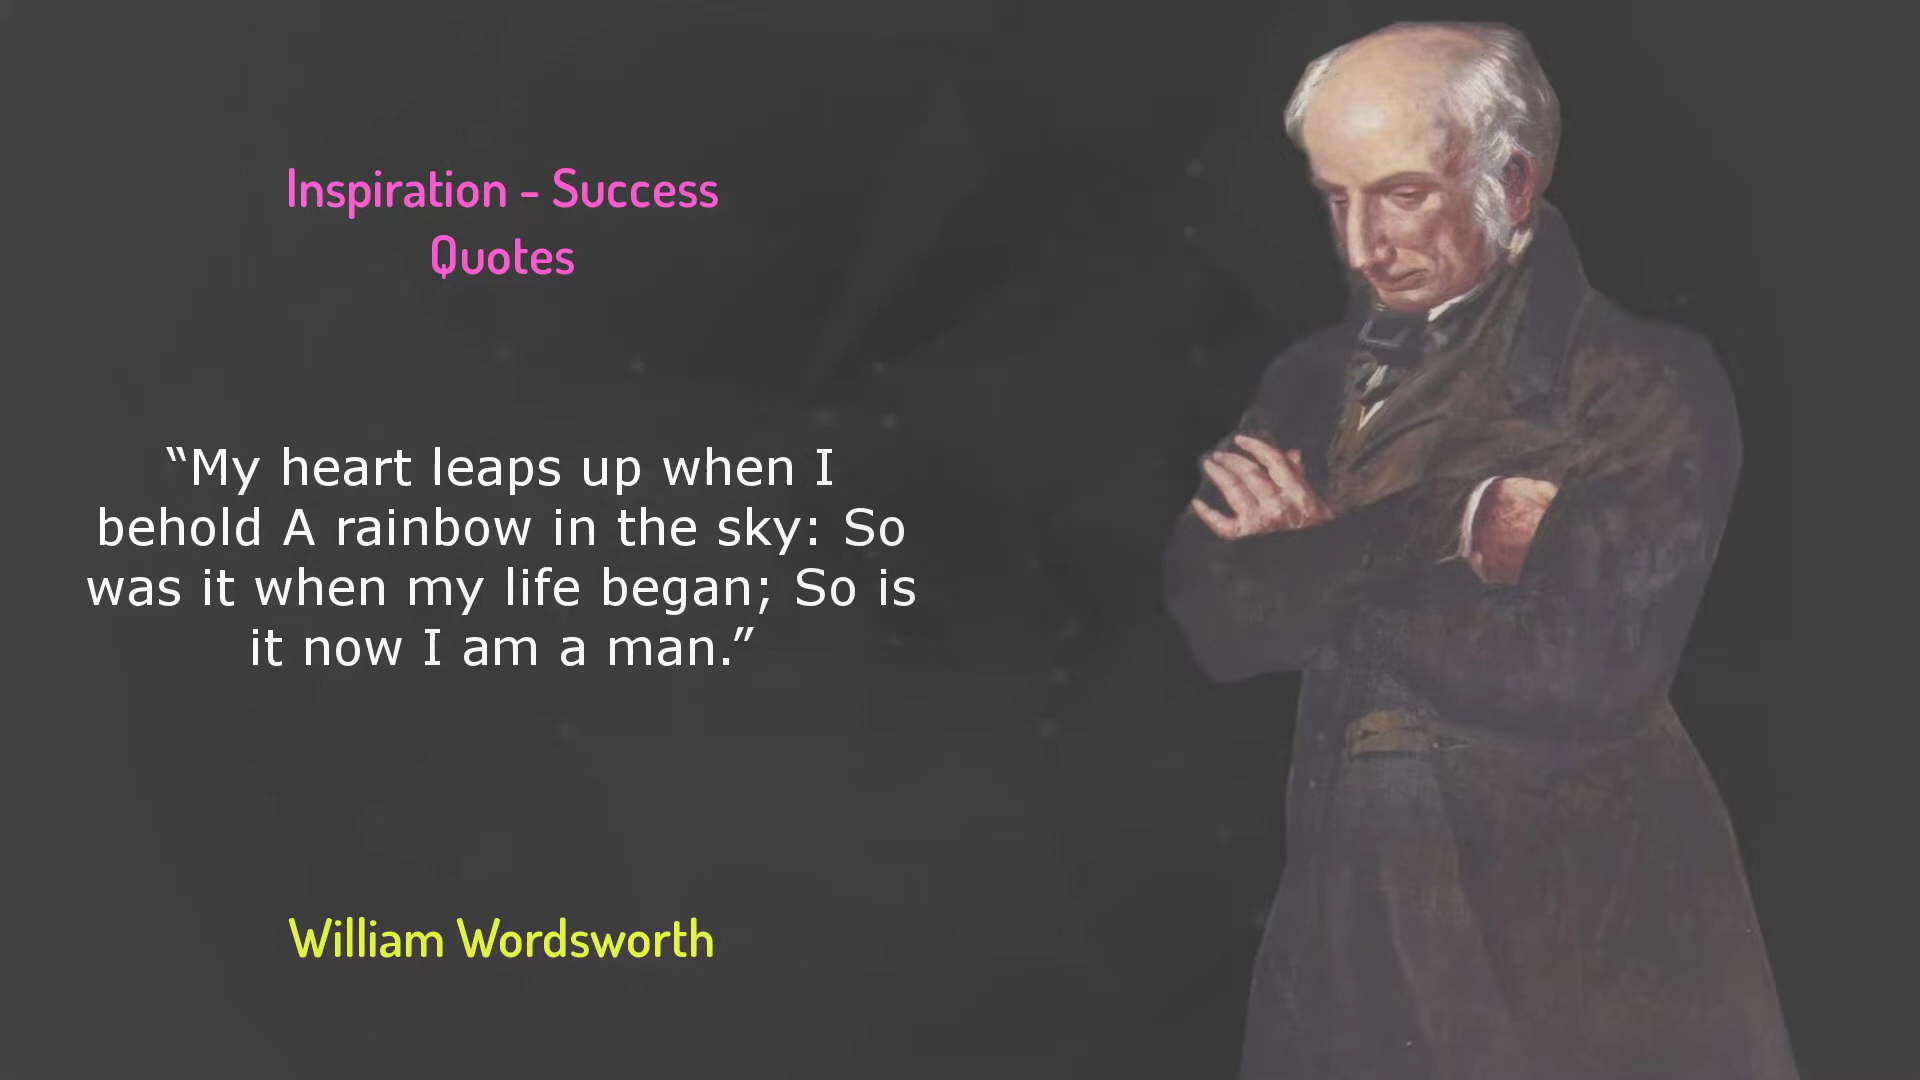 Inspiration - Success
Quotes
“My heart leaps up when I
behold A rainbow in the sky: So
was it when my life began; So is
it now I am a man.”
William Wordsworth